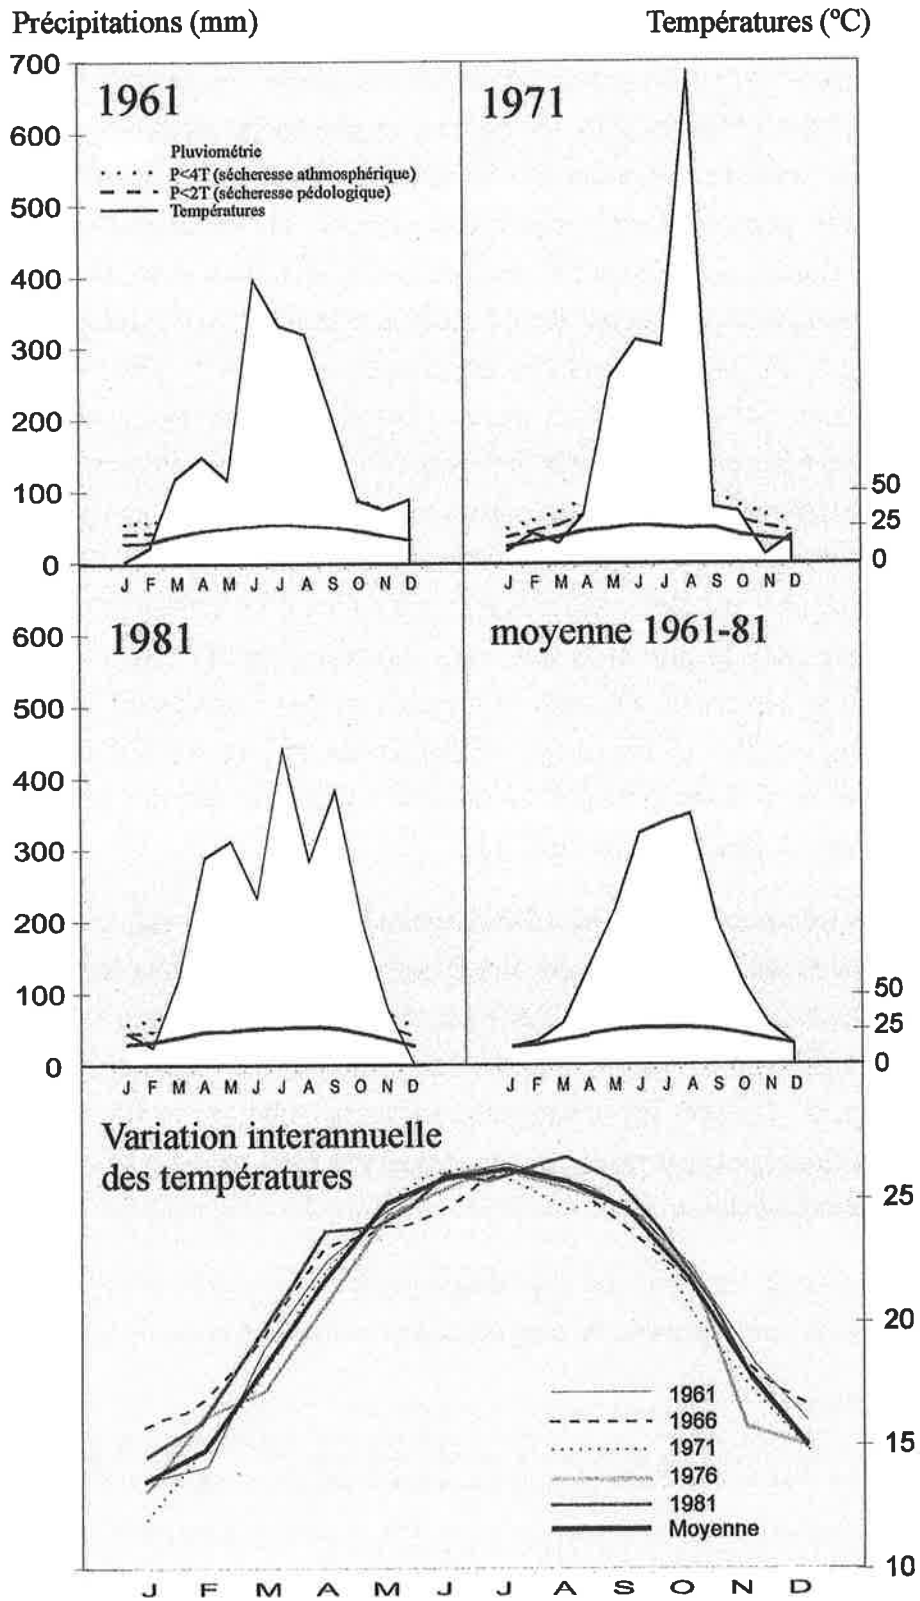 Précipitations (mm) Températures (ºC)
700
600
500
400
300
200
100
0
1961
Pluviométrie
P<4T (sécheresse athmosphérique)
P<2T (sécheresse pédologique)
Températures
J F M A M J J A S O N D
1971
50
25
0
J F M A M J J A S O N D
600
500
400
300
200
100
0
1981
J F M A M J J A S O N D
moyenne 1961-81
50
25
0
J F M A M J J A S O N D
Variation interannuelle
des températures
25
20
15
10
1961
1966
1971
1976
1981
Moyenne
J F M A M J J A S O N D